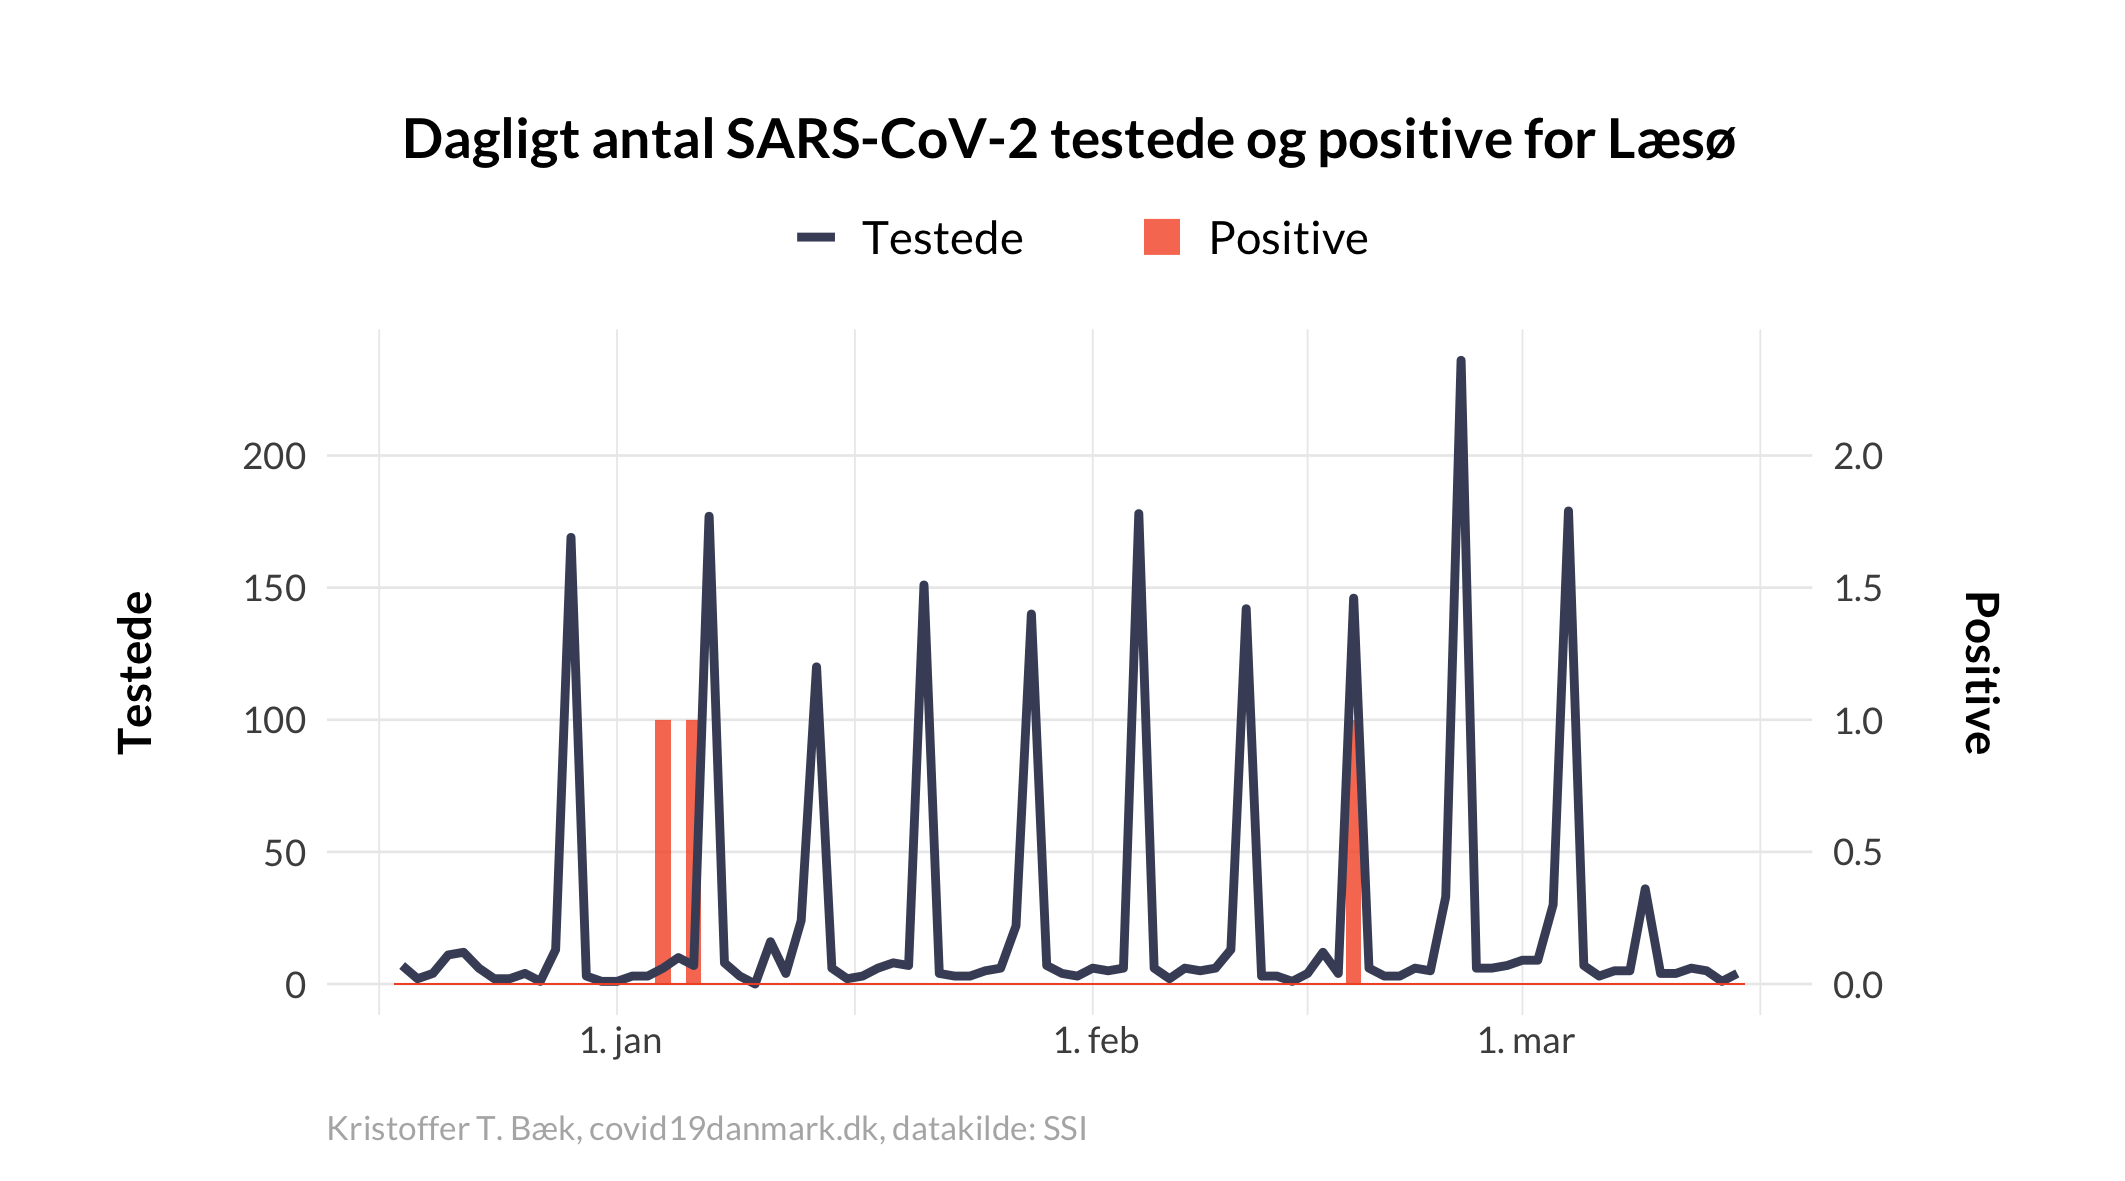 Dagligt antal SARS-CoV-2 testede og positive for Læsø
Testede
Positive
200
150
100
50
0
2.0
1.5
1.0
0.5
0.0
Testede
Positive
1. jan
1. feb
1. mar
Kristoffer T. Bæk, covid19danmark.dk, datakilde: SSI